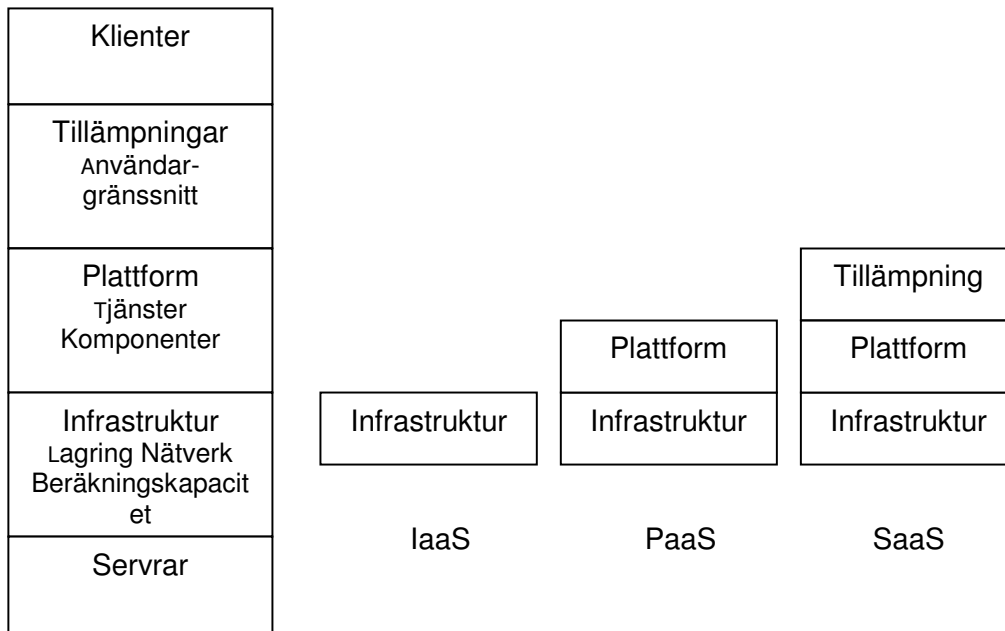 Klienter
Tillämpningar
Användar-
gränssnitt
Plattform
Tjänster
Komponenter
Infrastruktur
Lagring Nätverk
Beräkningskapacit
et
Servrar
Infrastruktur
IaaS
Plattform
Infrastruktur
PaaS
Tillämpning
Plattform
Infrastruktur
SaaS